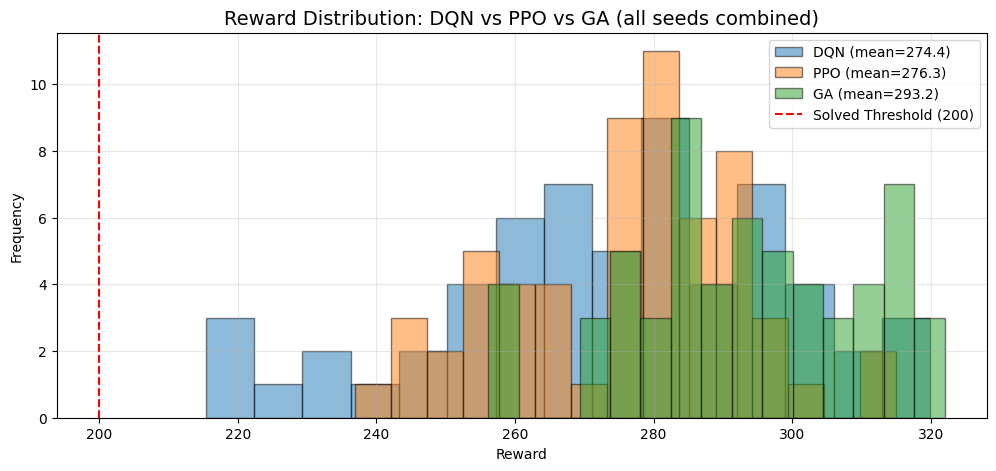 Reward Distribution: DQN vs PPO vs GA (all seeds combined)
DQN (mean=274.4)
PPO (mean=276.3)
GA (mean=293.2)
Solved Threshold (200)
Frequency
10
8
6
4
2
0
200 220 240 260 280 300 320
Reward